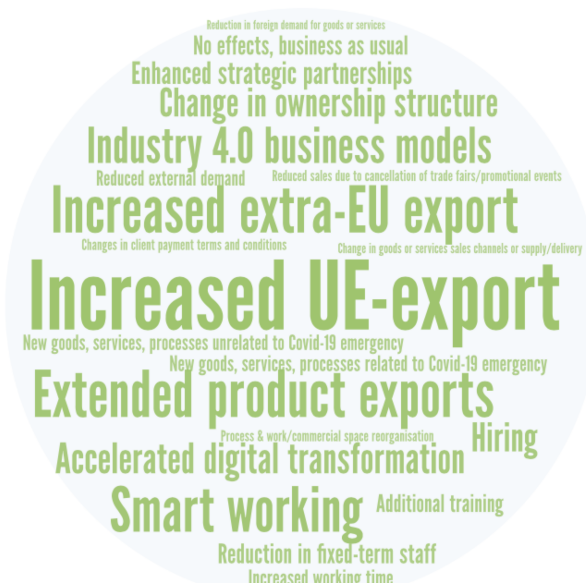 Reduction in foreign demand for goods or services
No effects, business as usual
Enhanced strategic partnerships
Change in ownership structure
Industry 4.0 business models
Reduced external demand
Reduced sales due to cancellation of trade fairs/promotional events
Increased extra-EU export
Changes in client payment terms and conditions
Change in goods or services sales channels or supply/delivery
Increased UE-export
New goods, services, processes unrelated to Covid-19 emergency
New goods, services, processes related to Covid-19 emergency
Extended product exports
Process & work/commercial space reorganisation
Hiring
Accelerated digital transformation
Smart working
Additional training
Reduction in fixed-term staff
Increased working time